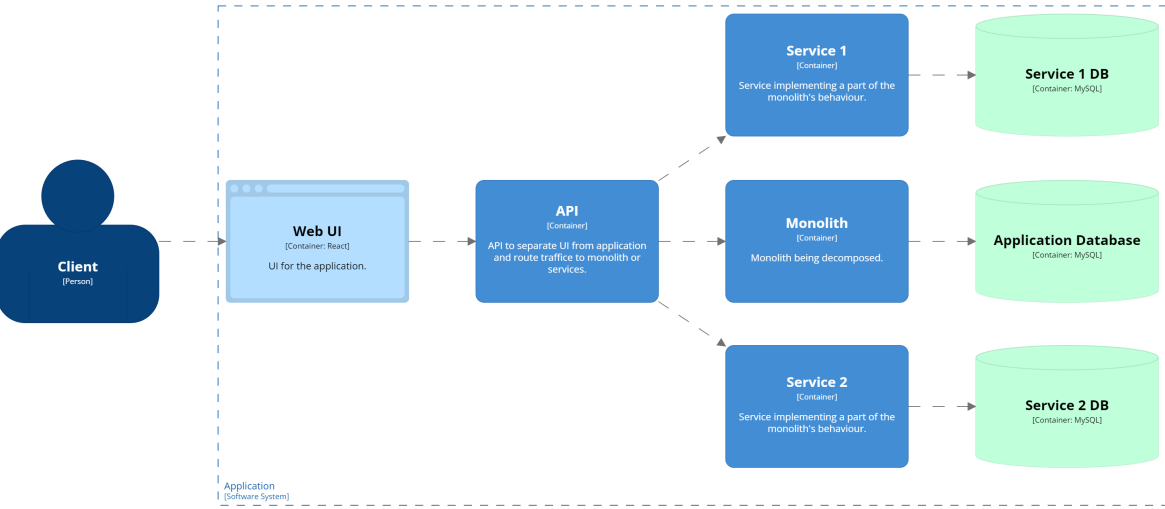 Client
[Person]
Web UI
[Container: React]
UI for the application.
API
[Container]
API to separate UI from application
and route traffice to monolith or
services.
Service 1
[Container]
Service implementing a part of the
monolith's behaviour.
Service 1 DB
[Container: MySQL]
Monolith
[Container]
Monolith being decomposed.
Application Database
[Container: MySQL]
Service 2
[Container]
Service implementing a part of the
monolith's behaviour.
Service 2 DB
[Container: MySQL]
Application
[Software System]